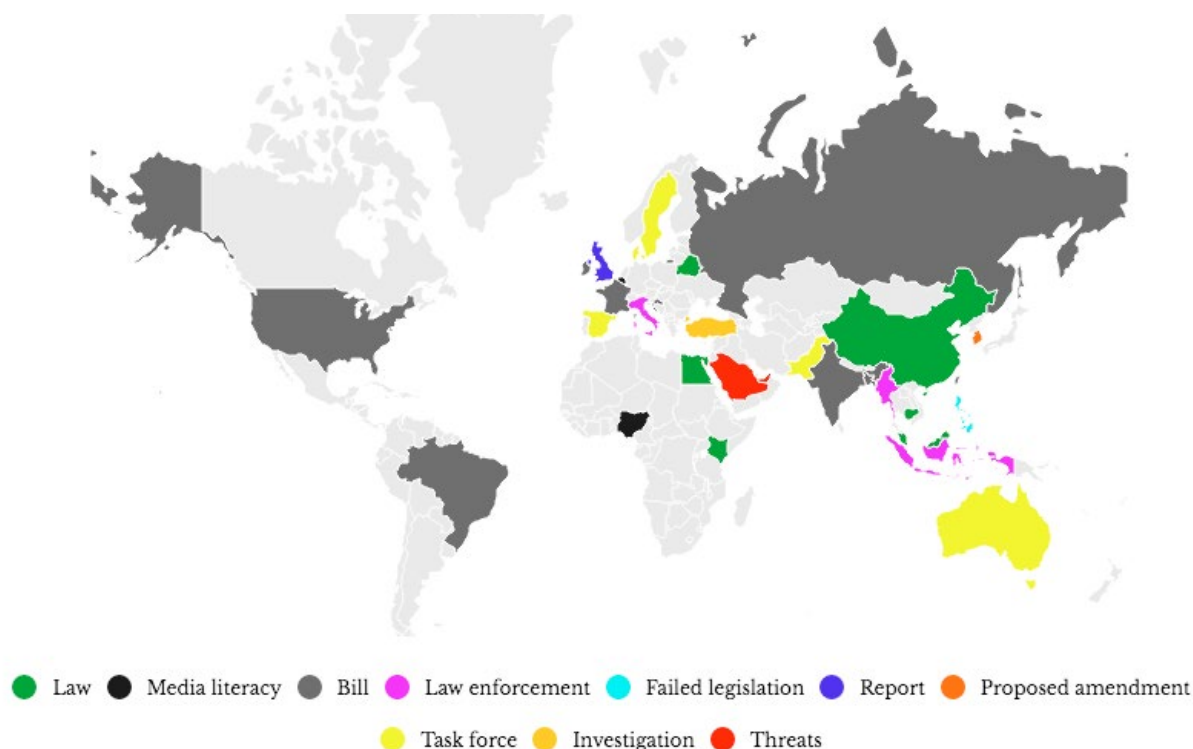 Law Media literacy Bill Law enforcement Failed legislation Report Proposed amendment
Task force Investigation Threats